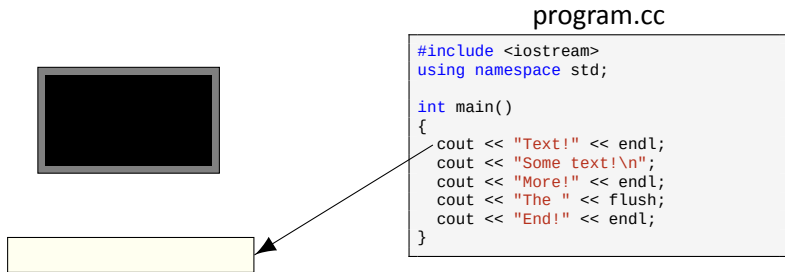 program.cc
#include <iostream>
using namespace std;
int main()
{
cout << "Text!" << endl;
cout << "Some text!\n";
cout << "More!" << endl;
cout << "The " << flush;
cout << "End!" << endl;
}